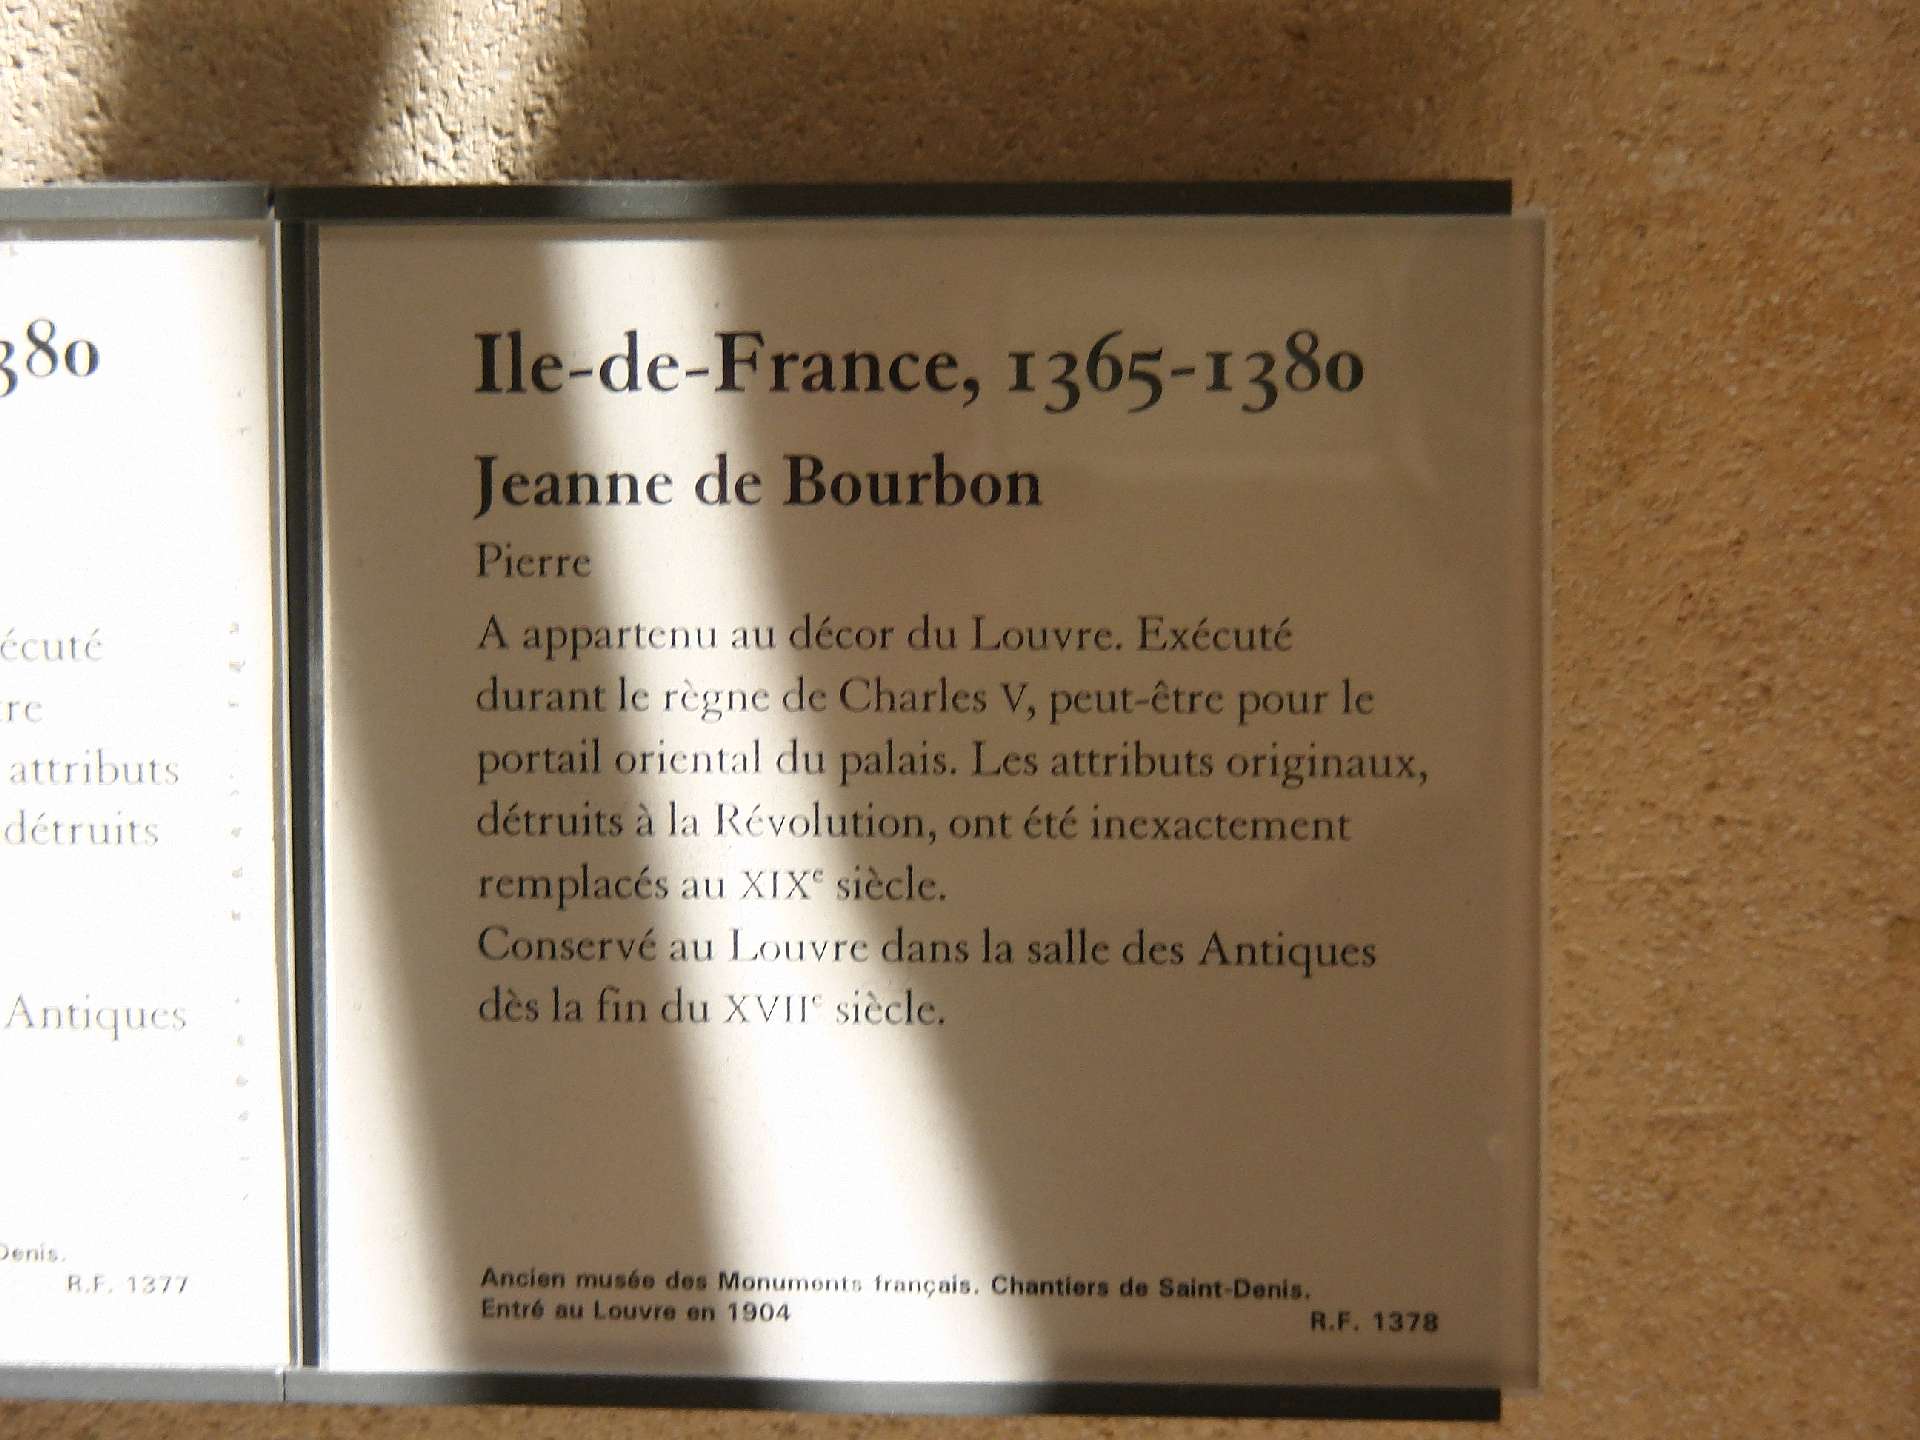 380
écuté
re
attributs
détruits
Antiques
Denis.
R.F. 1377
Ile-de-France, 1365-1380
Jeanne de Bourbon
Pierre
A appartenu au décor du Louvre. Exécuté
durant le règne de Charles V, peut-être pour le
portail oriental du palais. Les attributs originaux,
détruits à la Révolution, ont été inexactement
remplacés au XIXe siècle.
Conservé au Louvre dans la salle des Antiques
dès la fin du XVIIe siècle.
Ancien musée des Monuments français. Chantiers de Saint-Denis.
Entré au Louvre en 1904
R.F. 1378